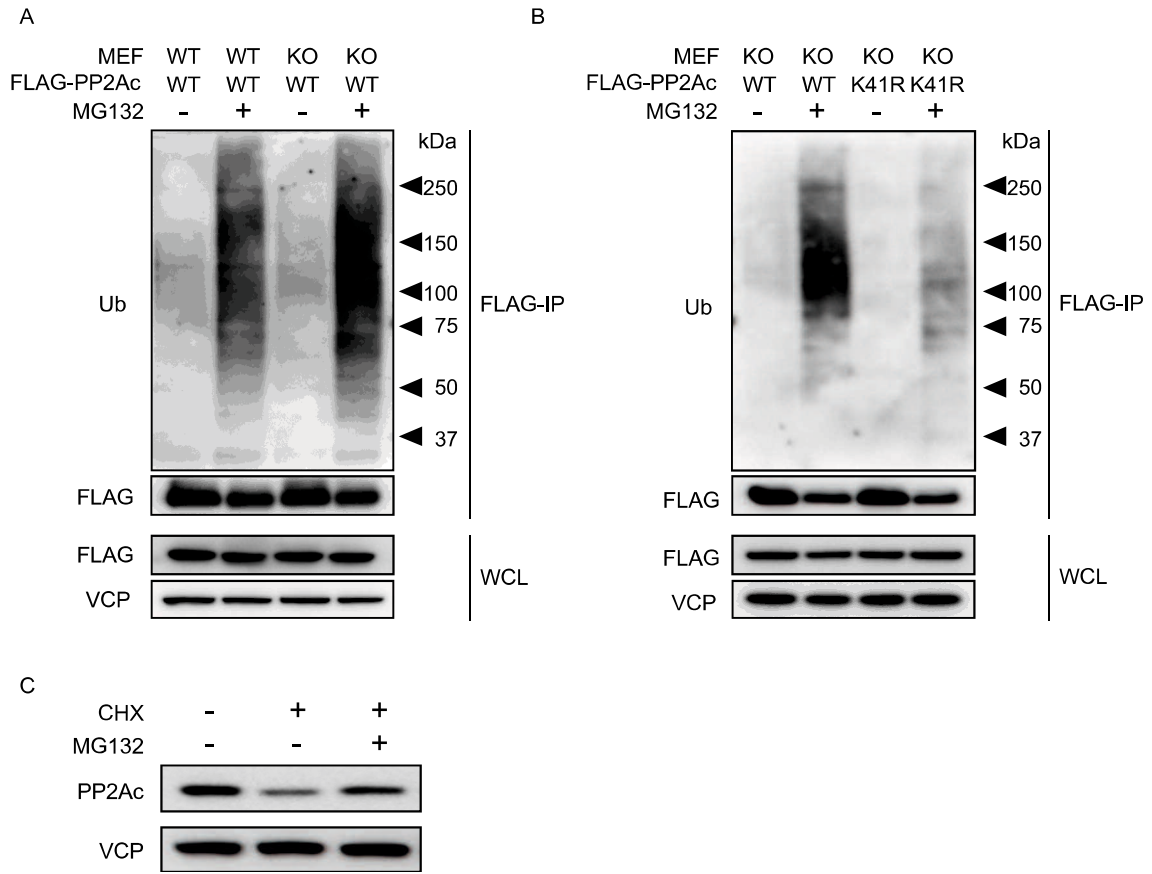 A
MEF WT WT KO KO
FLAG-PP2Ac WT WT WT WT
MG132 - + - +
kDa
250
150
100
75
50
37
Ub
FLAG-IP
FLAG
FLAG
VCP
WCL
B
MEF KO KO KO KO
FLAG-PP2Ac WT WT K41R K41R
MG132 - + - +
kDa
250
150
100
75
50
37
Ub
FLAG-IP
FLAG
FLAG
VCP
WCL
C
CHX - + +
MG132 - - +
PP2Ac
VCP